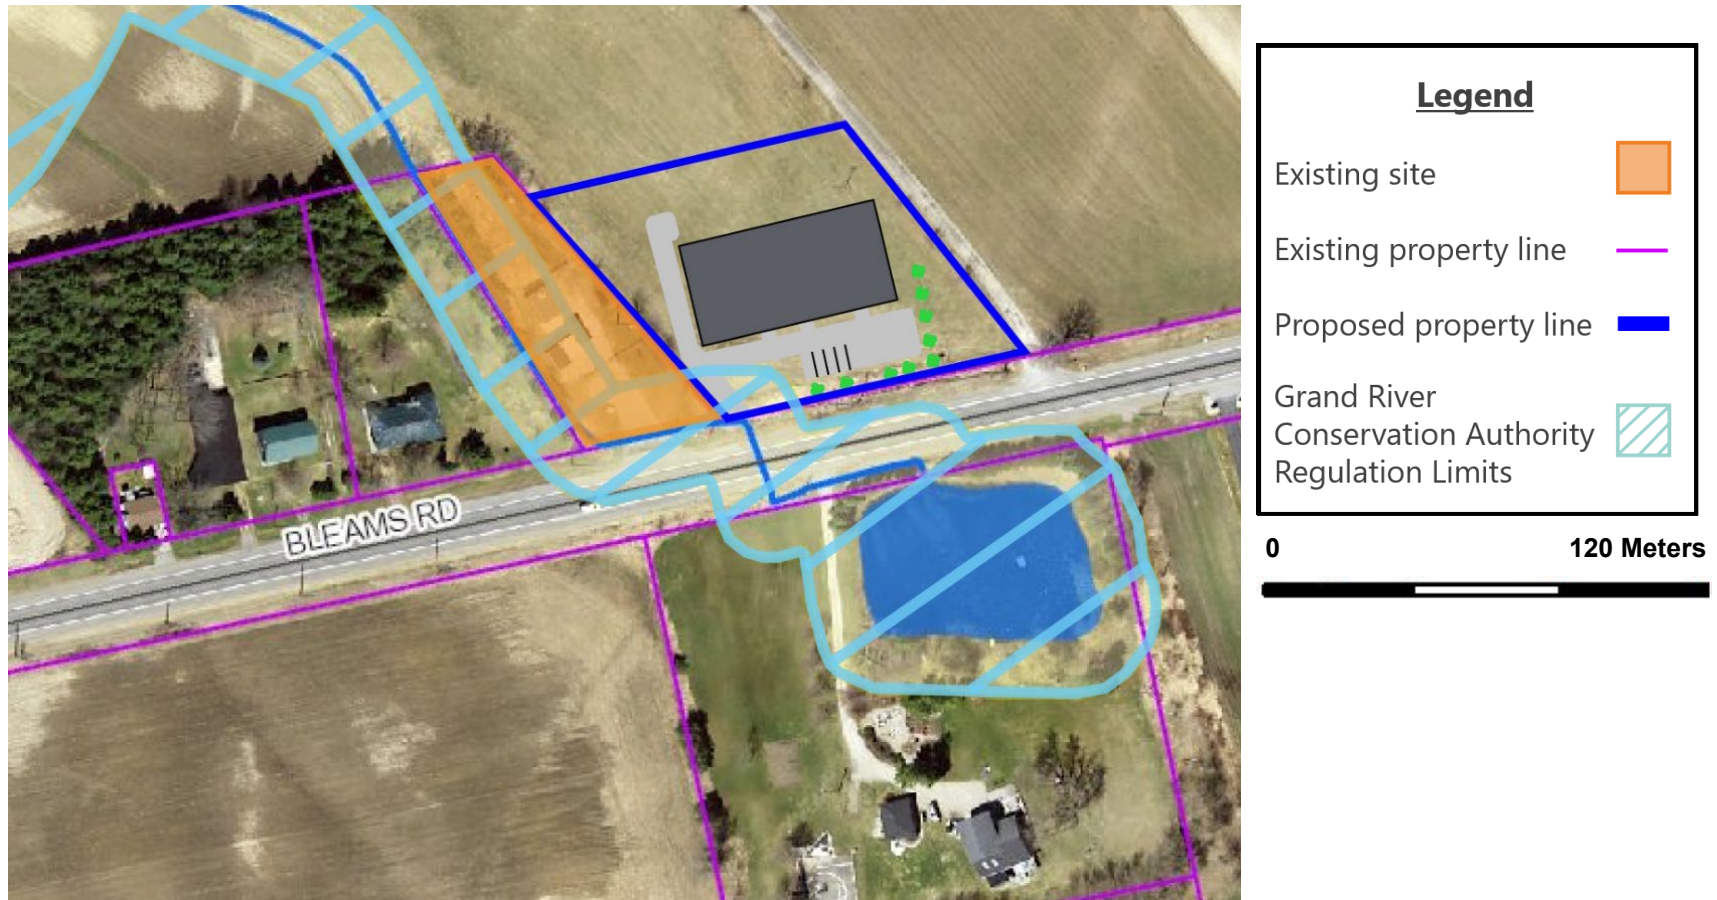 BLEAMS RD
Legend
Existing site
Existing property line
Proposed property line
Grand River
Conservation Authority
Regulation Limits
0 120 Meters